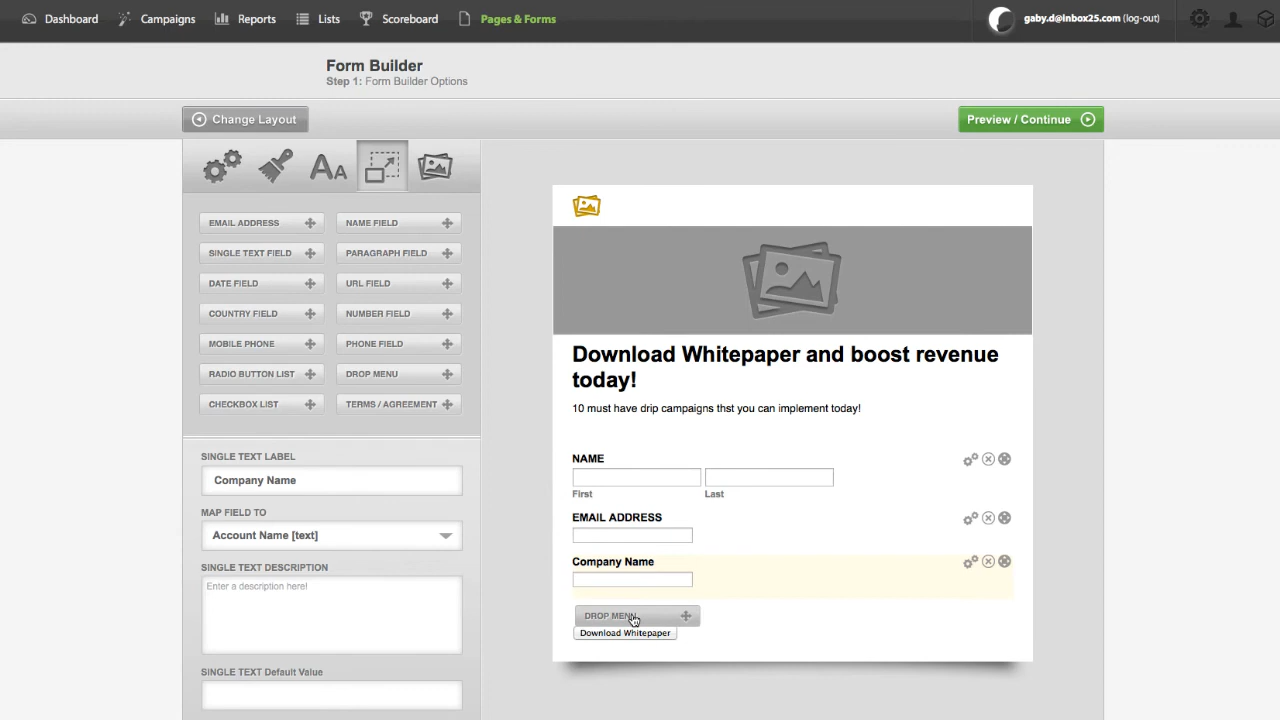 Dashboard
Campaigns
Reports
Lists
Scoreboard
Pages & Forms
gaby.d@inbox25.com (log-out)
Form Builder
Step 1: Form Builder Options
Change Layout
Preview / Continue
EMAIL ADDRESS
NAME FIELD
SINGLE TEXT FIELD
PARAGRAPH FIELD
DATE FIELD
URL FIELD
COUNTRY FIELD
NUMBER FIELD
MOBILE PHONE
PHONE FIELD
RADIO BUTTON LIST
DROP MENU
CHECKBOX LIST
TERMS / AGREEMENT
SINGLE TEXT LABEL
Company Name
MAP FIELD TO
Account Name [text]
SINGLE TEXT DESCRIPTION
Enter a description here!
SINGLE TEXT Default Value
Download Whitepaper and boost revenue
today!
10 must have drip campaigns thst you can implement today!
NAME
First
Last
EMAIL ADDRESS
Company Name
DROP MENU
Download Whitepaper